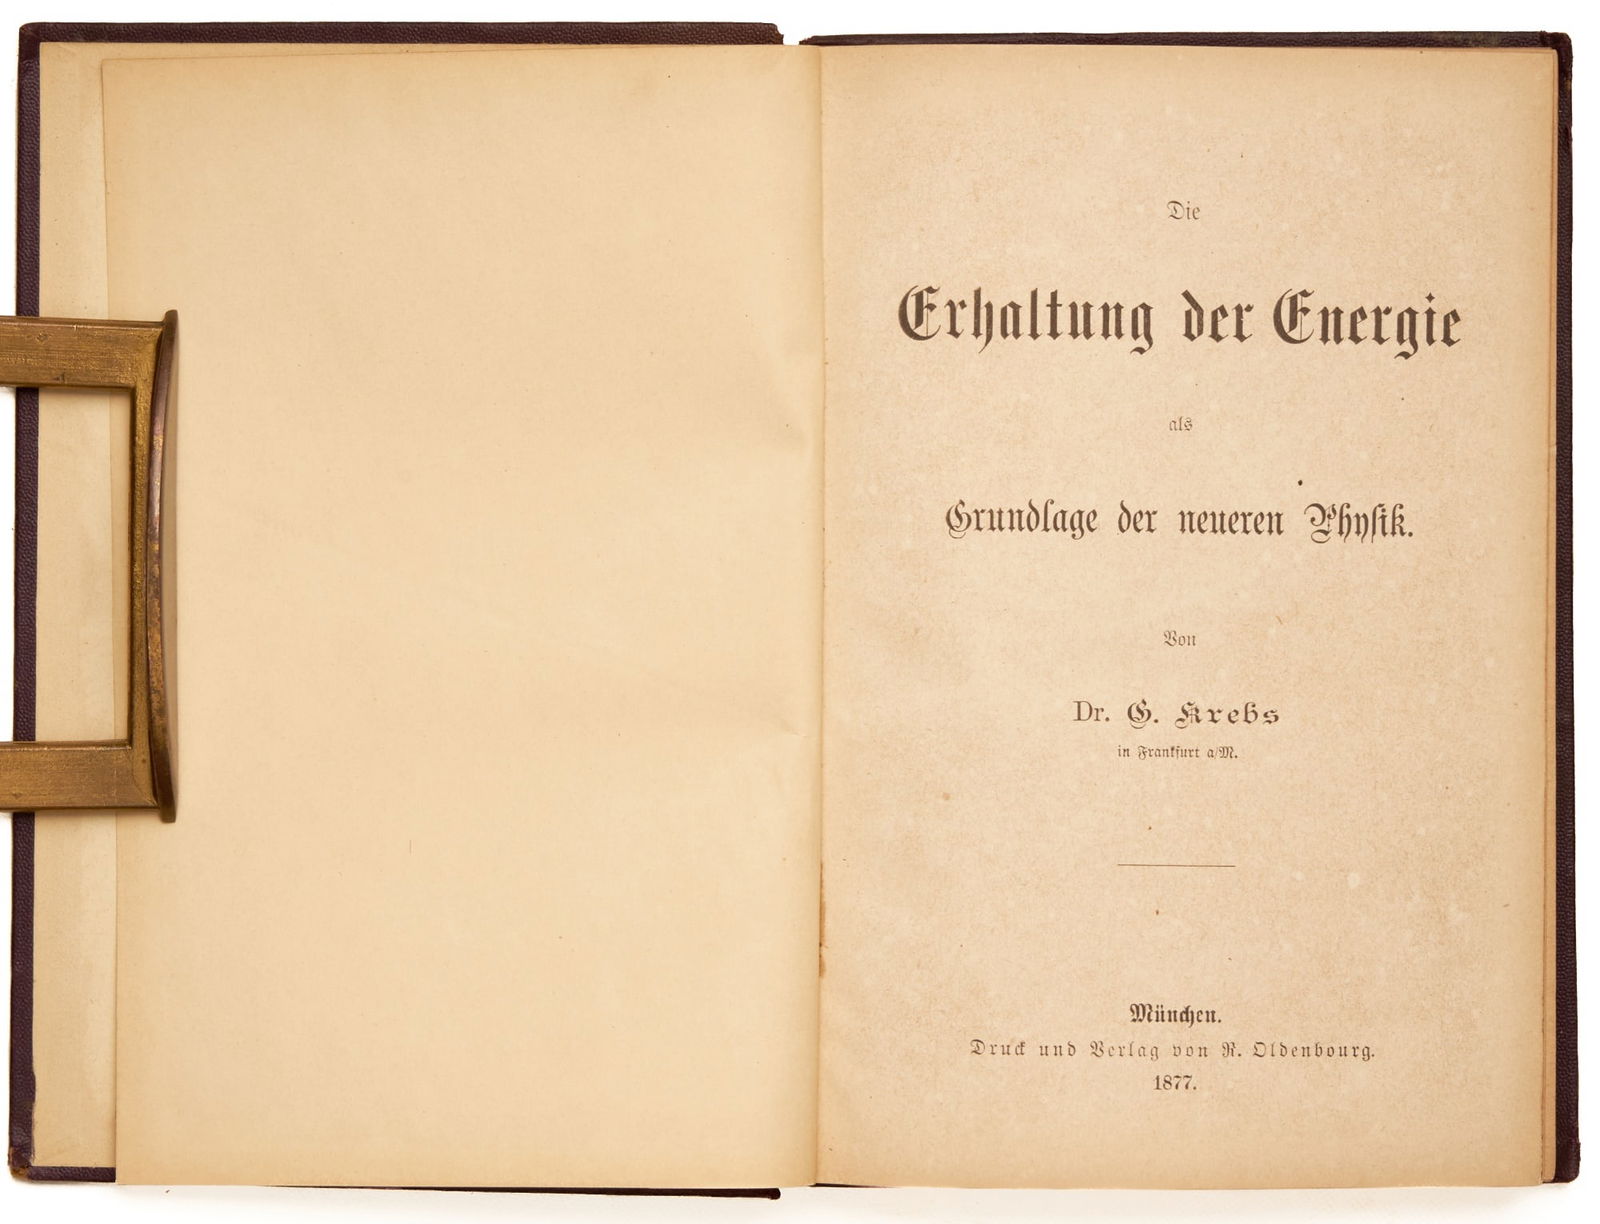 Die
Erhaltung der Energie
als
Grundlage der neueren Physik.
Von
Dr. G. Krebs
in Frankfurt a/M.
München.
Druck und Verlag von R. Oldenbourg.
1877.